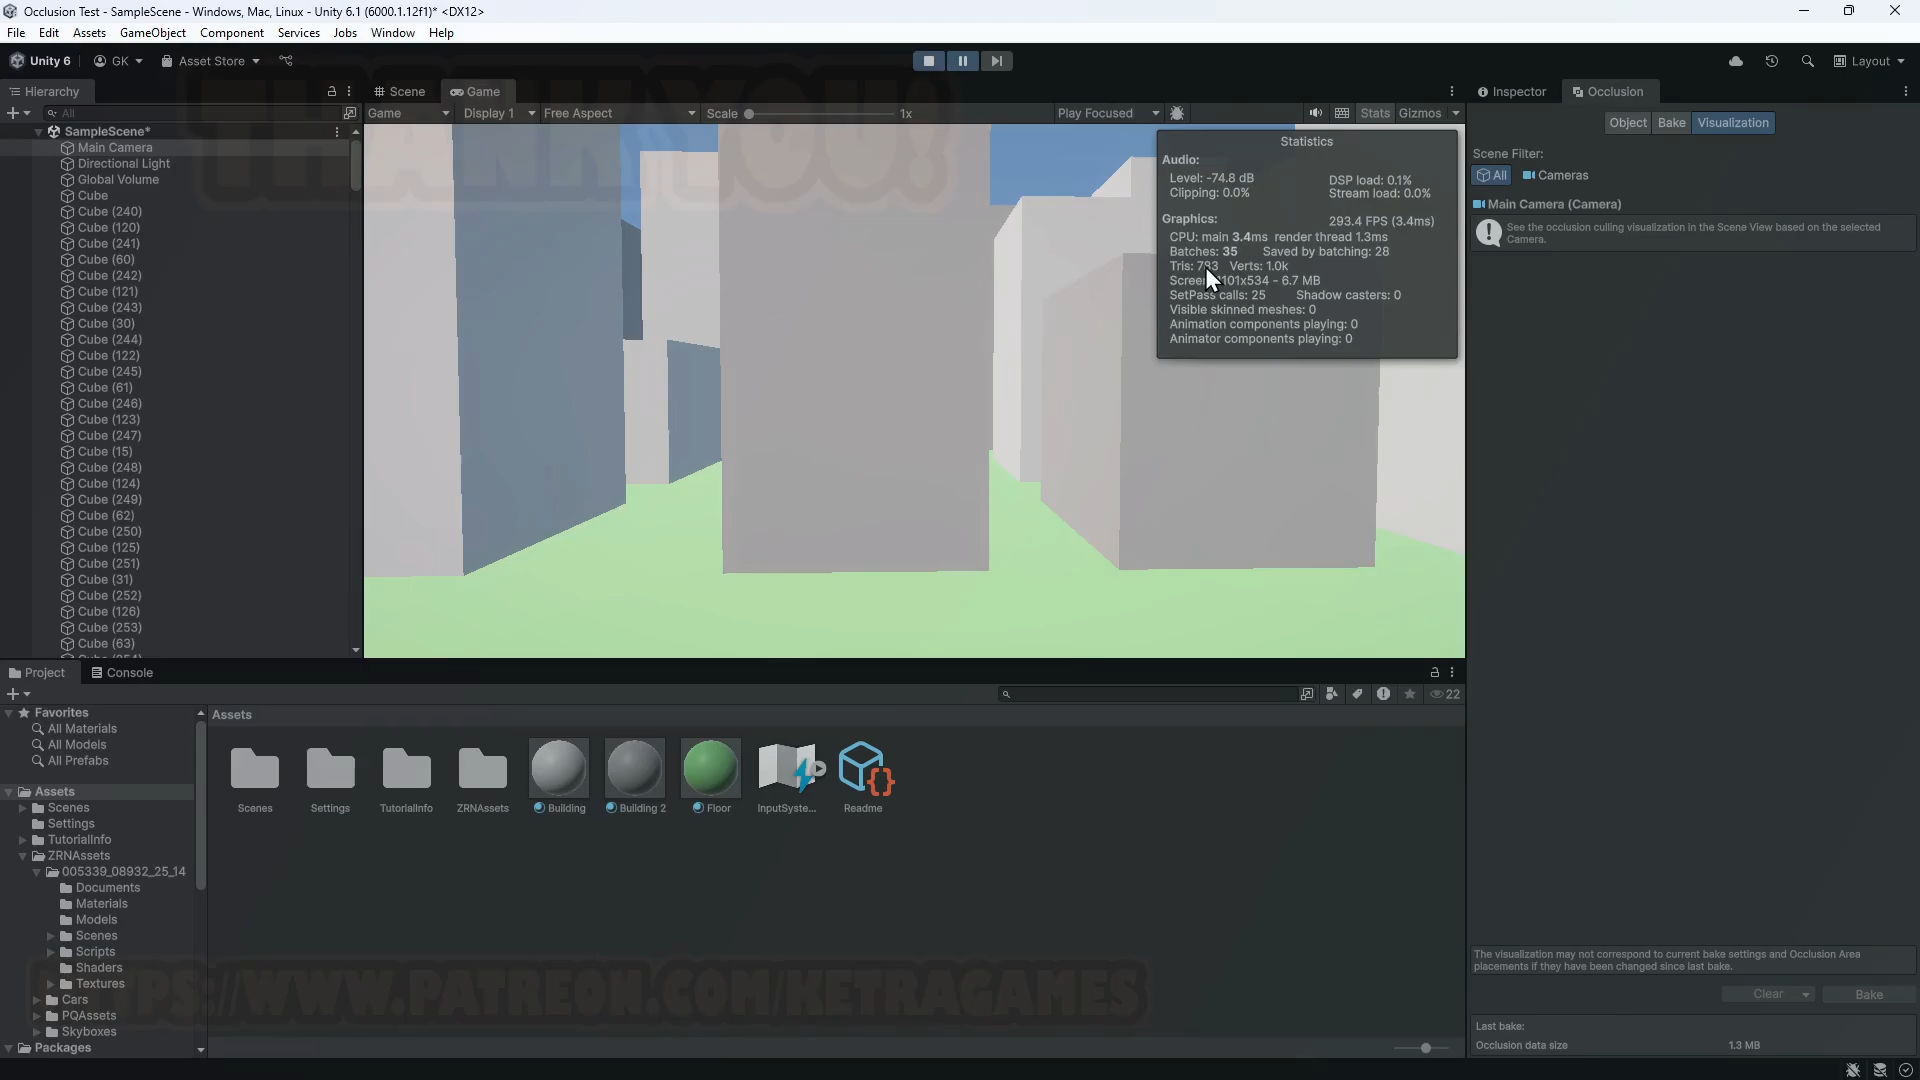 Occlusion Test - SampleScene - Windows, Mac, Linux - Unity 6.1 (6000.1.12f1)* <DX12>
File Edit Assets GameObject Component Services Jobs Window Help
Unity 6 GK Asset Store Layout
THANK YOU!
Hierarchy
All
SampleScene*
Main Camera
Directional Light
Global Volume
Cube
Cube (240)
Cube (120)
Cube (241)
Cube (60)
Cube (242)
Cube (121)
Cube (243)
Cube (30)
Cube (244)
Cube (122)
Cube (245)
Cube (61)
Cube (246)
Cube (123)
Cube (247)
Cube (15)
Cube (248)
Cube (124)
Cube (249)
Cube (62)
Cube (250)
Cube (125)
Cube (251)
Cube (31)
Cube (252)
Cube (126)
Cube (253)
Cube (63)
Scene Game
Game Display 1 Free Aspect Scale 1x Play Focused Stats Gizmos
Statistics
Audio:
Level: -74.8 dB DSP load: 0.1%
Clipping: 0.0% Stream load: 0.0%
Graphics: 293.4 FPS (3.4ms)
CPU: main 3.4ms render thread 1.3ms
Batches: 35 Saved by batching: 28
Tris: 783 Verts: 1.0k
Screen: 1101x534 - 6.7 MB
SetPass calls: 25 Shadow casters: 0
Visible skinned meshes: 0
Animation components playing: 0
Animator components playing: 0
Inspector Occlusion
Object Bake Visualization
Scene Filter:
All Cameras
Main Camera (Camera)
See the occlusion culling visualization in the Scene View based on the selected
Camera.
The visualization may not correspond to current bake settings and Occlusion Area
placements if they have been changed since last bake.
Clear Bake
Last bake:
Occlusion data size 1.3 MB
Project Console
22
Favorites
All Materials
All Models
All Prefabs
Assets
Scenes
Settings
TutorialInfo
ZRNAssets
005339_08932_25_14
Documents
Materials
Models
Scenes
Scripts
Shaders
Textures
Cars
PQAssets
Skyboxes
Packages
Assets
Scenes Settings TutorialInfo ZRNAssets Building Building 2 Floor InputSyste... Readme
HTTPS://WWW.PATREON.COM/KETRAGAMES